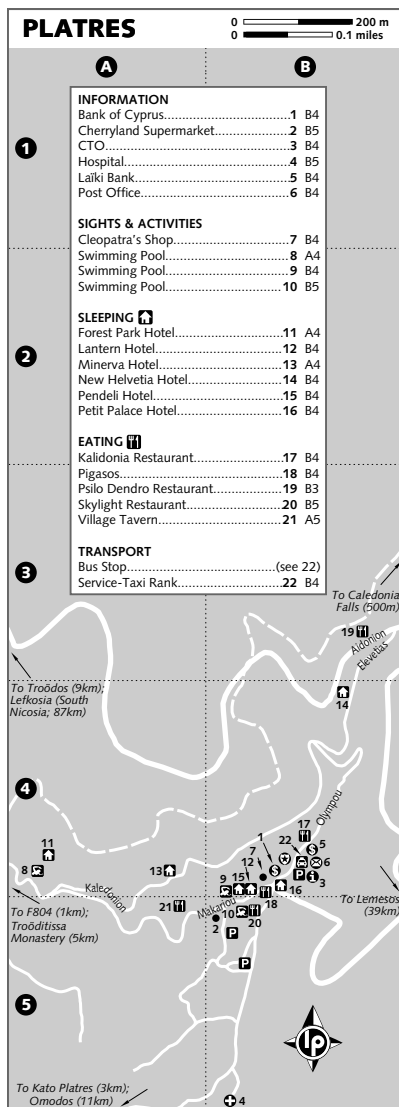 PLATRES
0 200 m
0 0.1 miles
A B
1
INFORMATION
Bank of Cyprus...............................1 B4
Cherryland Supermarket...............2 B5
CTO.................................................3 B4
Hospital..........................................4 B5
Laïki Bank.......................................5 B4
Post Office......................................6 B4
SIGHTS & ACTIVITIES
Cleopatra's Shop............................7 B4
Swimming Pool...............................8 A4
Swimming Pool...............................9 B4
Swimming Pool.............................10 B5
2
SLEEPING
Forest Park Hotel..........................11 A4
Lantern Hotel................................12 B4
Minerva Hotel...............................13 A4
New Helvetia Hotel.......................14 B4
Pendeli Hotel.................................15 B4
Petit Palace Hotel..........................16 B4
EATING
Kalidonia Restaurant.....................17 B4
Pigasos..........................................18 B4
Psilo Dendro Restaurant...............19 B3
Skylight Restaurant.......................20 B5
Village Tavern...............................21 A5
3
TRANSPORT
Bus Stop....................................(see 22)
Service-Taxi Rank..........................22 B4
To Caledonia
Falls (500m)
19
Aidonion
Elevetias
To Troödos (9km);
Lefkosia (South
Nicosia; 87km)
14
4
Olympou
17
11
1
22
5
7
12
6
8
13
9
15
3
16
18
Kaledonion
21
Makariou
10
20
2
To Lemesos
(39km)
To F804 (1km);
Troöditissa
Monastery (5km)
P
P
P
5
lp
To Kato Platres (3km);
Omodos (11km)
4